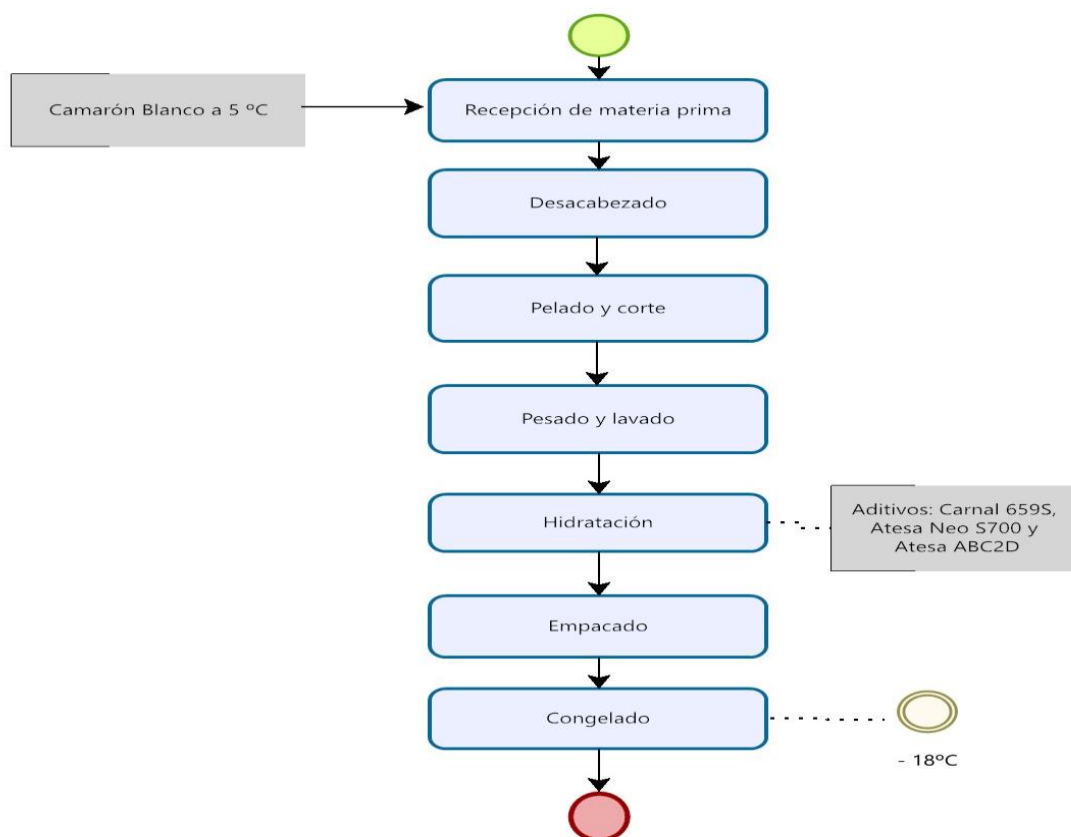 Camarón Blanco a 5 ºC
Recepción de materia prima
Desacabezado
Pelado y corte
Pesado y lavado
Hidratación
Aditivos: Carnal 659S,
Atesa Neo S700 y
Atesa ABC2D
Empacado
Congelado
- 18ºC